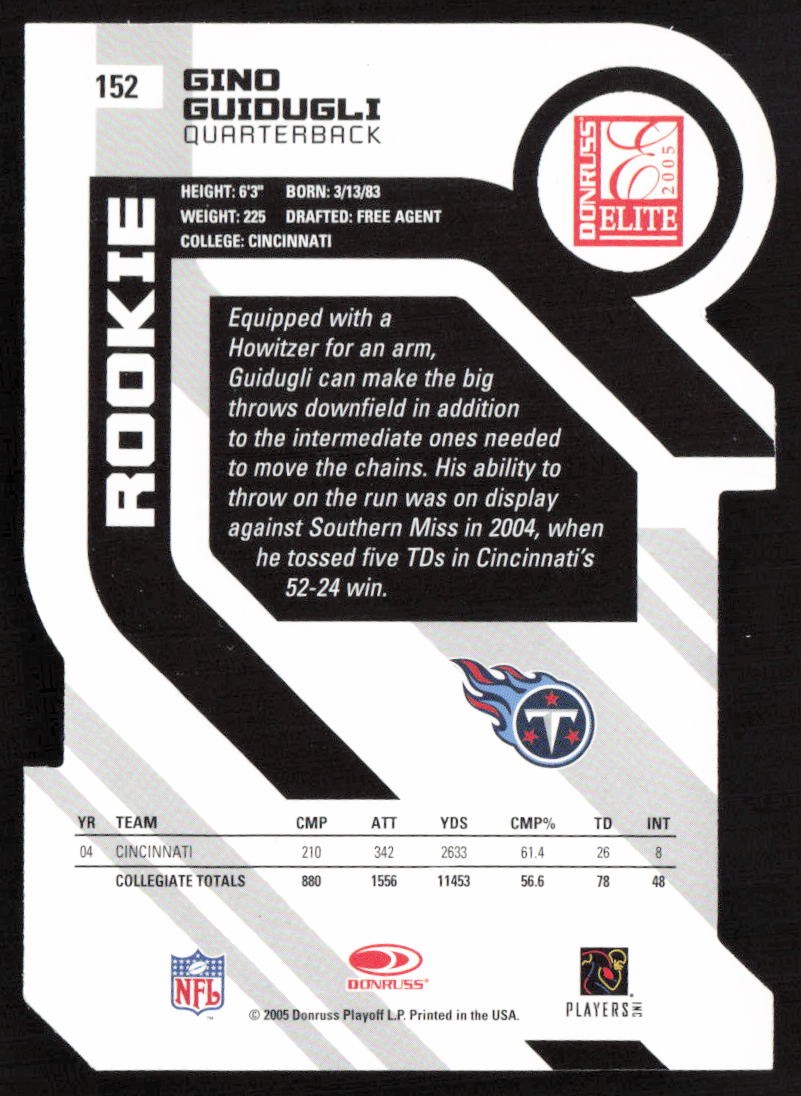 152
GINO
GUIDUGLI
QUARTERBACK
DONRUSS
E
2005
ELITE
HEIGHT: 6'3" BORN: 3/13/83
WEIGHT: 225 DRAFTED: FREE AGENT
COLLEGE: CINCINNATI
ROOKIE
Equipped with a
Howitzer for an arm,
Guidugli can make the big
throws downfield in addition
to the intermediate ones needed
to move the chains. His ability to
throw on the run was on display
against Southern Miss in 2004, when
he tossed five TDs in Cincinnati's
52-24 win.
T
YR TEAM CMP ATT YDS CMP% TD INT
04 CINCINNATI 210 342 2633 61.4 26 8
COLLEGIATE TOTALS 880 1556 11453 56.6 78 48
NFL
™
DONRUSS®
PLAYERS INC
© 2005 Donruss Playoff L.P. Printed in the USA.